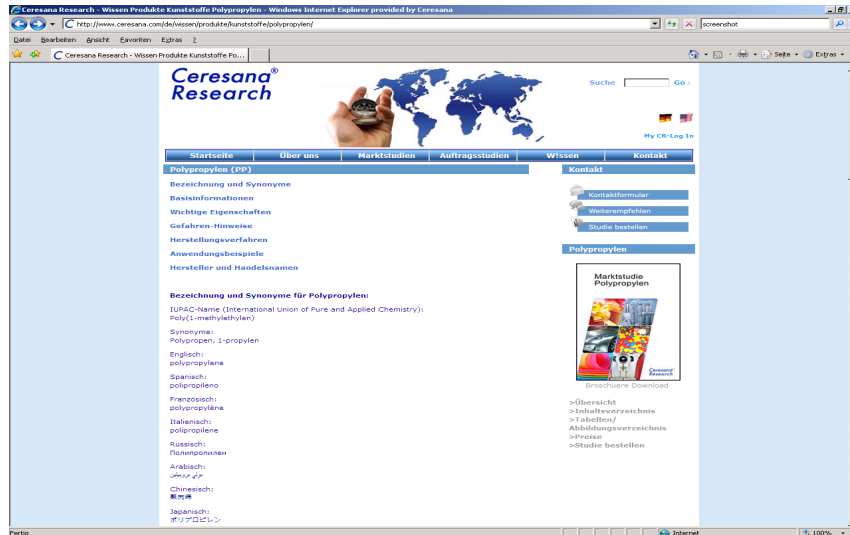 Ceresana Research - Wissen Produkte Kunststoffe Polypropylen - Windows Internet Explorer provided by Ceresana
http://www.ceresana.com/de/wissen/produkte/kunststoffe/polypropylen/
screenshot
Datei Bearbeiten Ansicht Favoriten Extras ?
Ceresana Research - Wissen Produkte Kunststoffe Po...
Seite Extras
Ceresana®
Research
Suche Go
My CR-Log In
Startseite Über uns Marktstudien Auftragsstudien W!ssen Kontakt
Polypropylen (PP)
Bezeichnung und Synonyme
Basisinformationen
Wichtige Eigenschaften
Gefahren-Hinweise
Herstellungsverfahren
Anwendungsbeispiele
Hersteller und Handelsnamen
Bezeichnung und Synonyme für Polypropylen:
IUPAC-Name (International Union of Pure and Applied Chemistry):
Poly(1-methylethylen)
Synonyme:
Polypropen, 1-propylen
Englisch:
polypropylene
Spanisch:
polipropileno
Französisch:
polypropylène
Italienisch:
polipropilene
Russisch:
Полипропилен
Arabisch:
Chinesisch:
Japanisch:
ポリプロピレン
Kontakt
Kontaktformular
Weiterempfehlen
Studie bestellen
Polypropylen
Marktstudie
Polypropylen
Ceresana®
Research
Broschuere Download
>Übersicht
>Inhaltsverzeichnis
>Tabellen/
Abbildungsverzeichnis
>Preise
>Studie bestellen
Fertig
Internet
100%